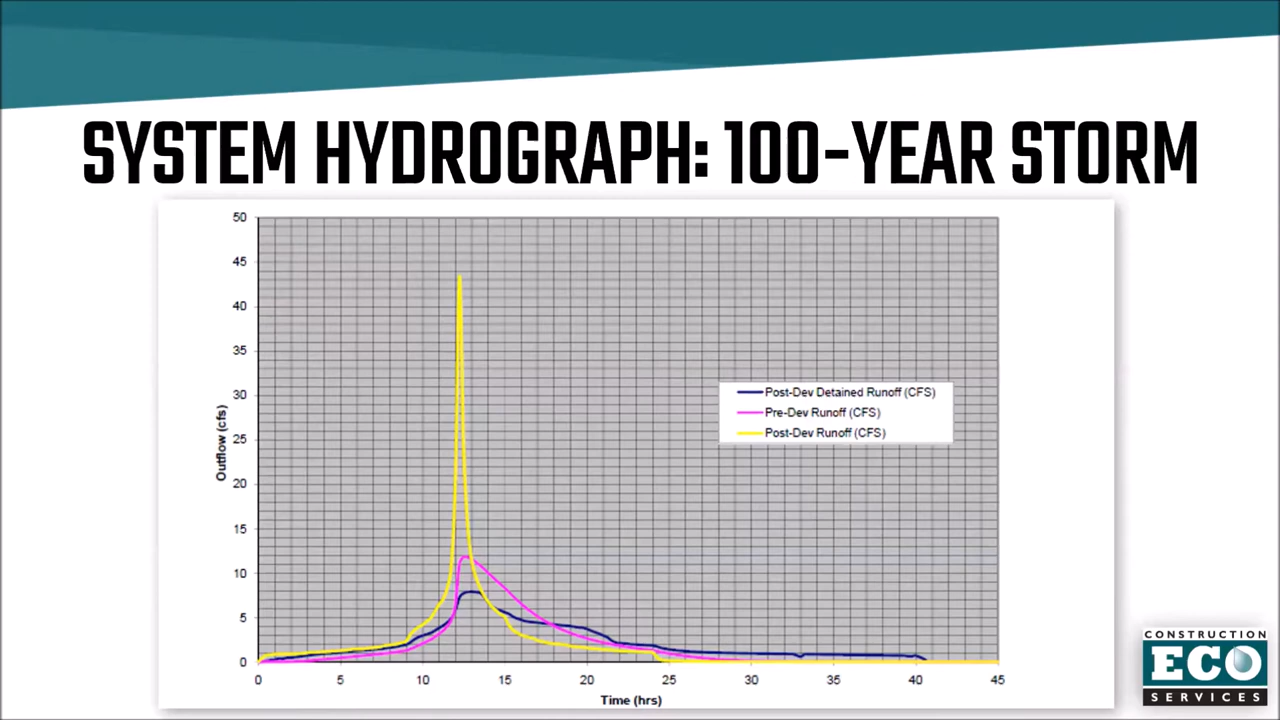 SYSTEM HYDROGRAPH: 100-YEAR STORM
50
45
40
35
30
25
20
15
10
5
0
Outflow (cfs)
Post-Dev Detained Runoff (CFS)
Pre-Dev Runoff (CFS)
Post-Dev Runoff (CFS)
0 5 10 15 20 25 30 35 40 45
Time (hrs)
CONSTRUCTION
ECO
SERVICES